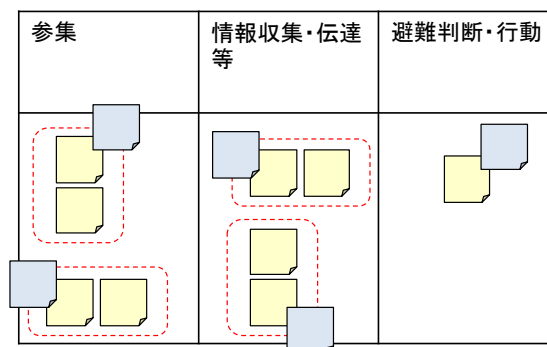 参集
情報収集・伝達
等
避難判断・行動